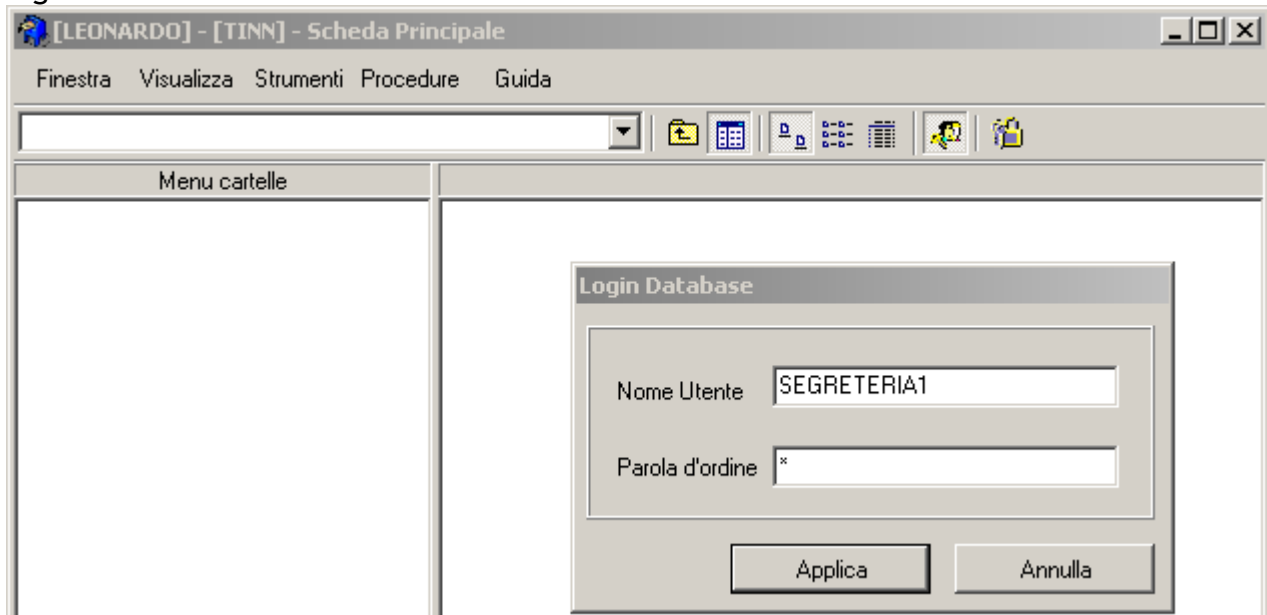 [LEONARDO] - [TINN] - Scheda Principale
Finestra Visualizza Strumenti Procedure Guida
Menu cartelle
Login Database
Nome Utente SEGRETERIA1
Parola d'ordine *
Applica Annulla